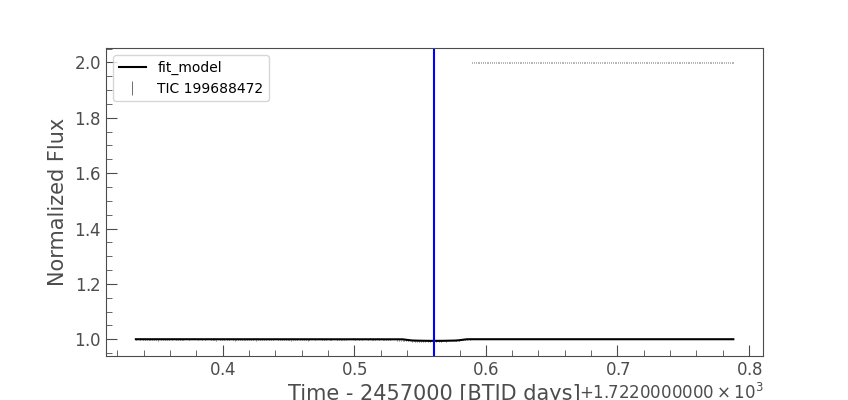 fit_model
TIC 199688472
Normalized Flux
2.0
1.8
1.6
1.4
1.2
1.0
0.4 0.5 0.6 0.7 0.8
Time - 2457000 [BTJD days] +1.7220000000 × 10³